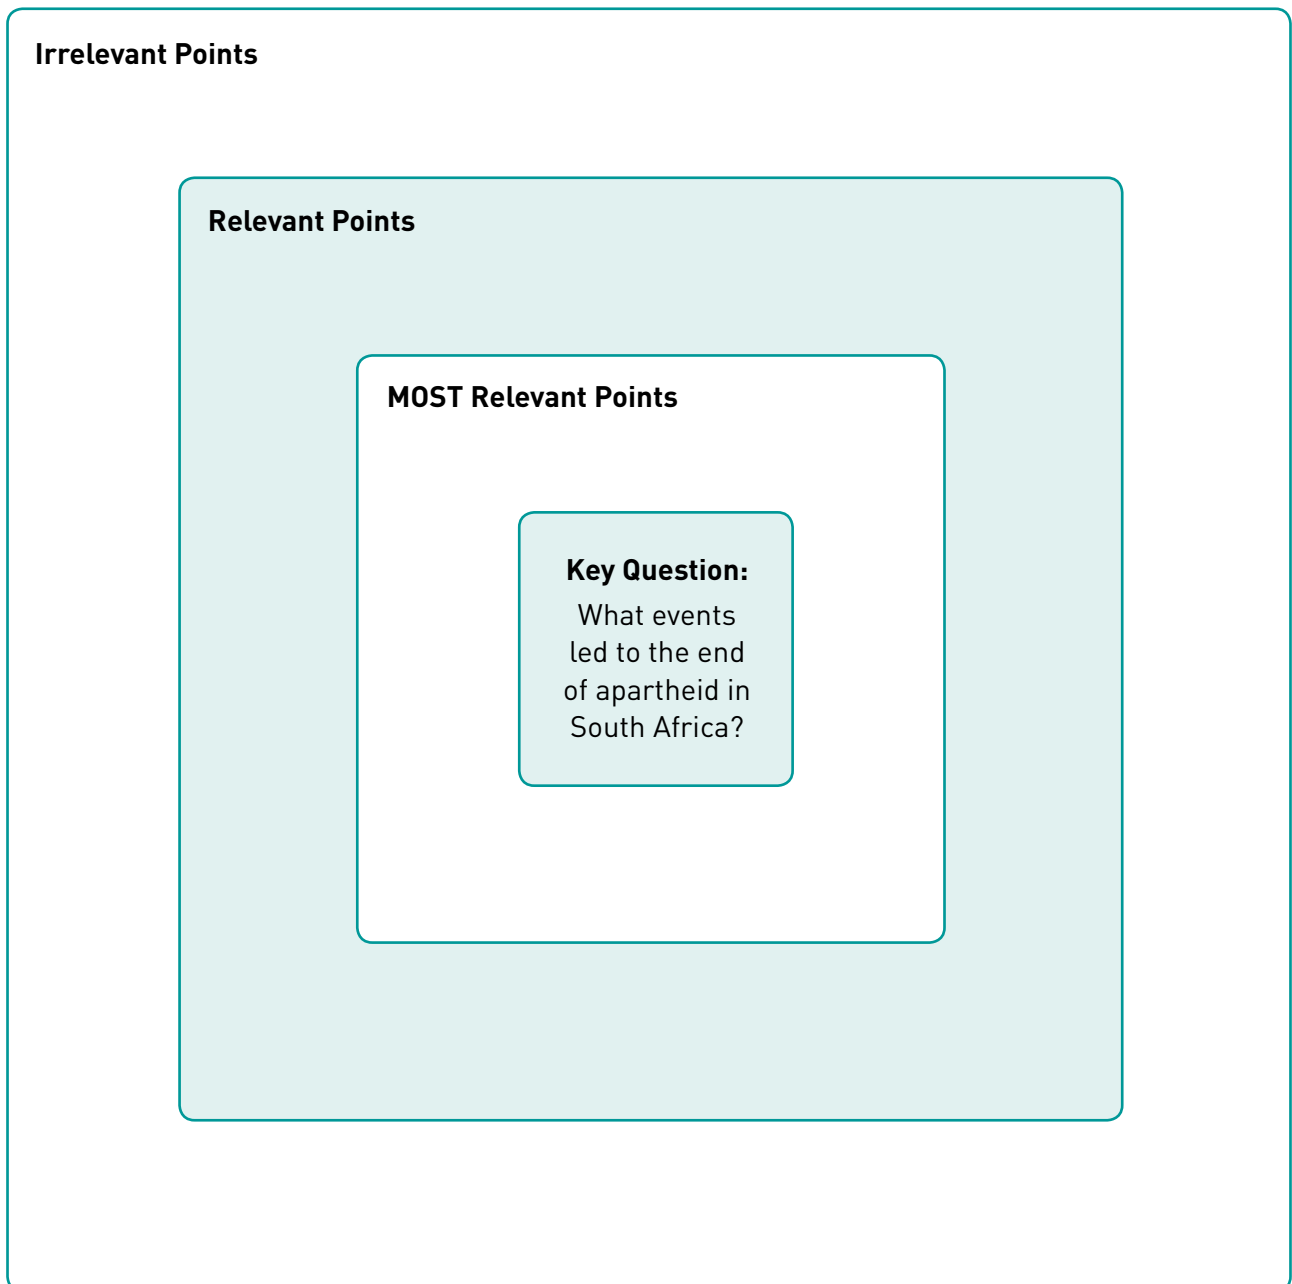 Irrelevant Points
Relevant Points
MOST Relevant Points
Key Question:
What events
led to the end
of apartheid in
South Africa?